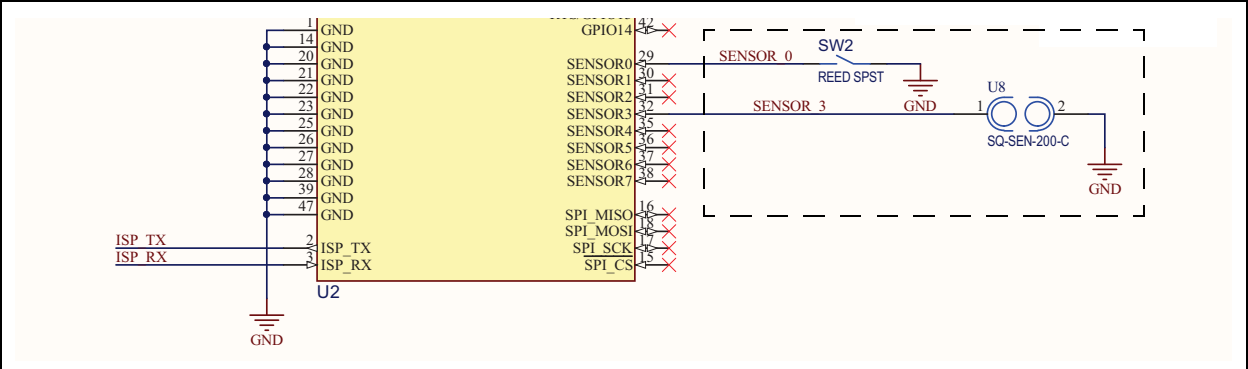 1 GND
14 GND
20 GND
21 GND
22 GND
23 GND
25 GND
26 GND
27 GND
28 GND
39 GND
47 GND
ISP_TX 2 ISP_TX
ISP_RX 3 ISP_RX
GND
U2
GPIO14 42
SENSOR0 29 SENSOR_0
SENSOR1 30
SENSOR2 31
SENSOR3 32 SENSOR_3
SENSOR4 35
SENSOR5 36
SENSOR6 37
SENSOR7 38
SPI_MISO 16
SPI_MOSI 18
SPI_SCK 17
SPI_CS 15
SW2
REED SPST
GND
U8
1 2
SQ-SEN-200-C
GND